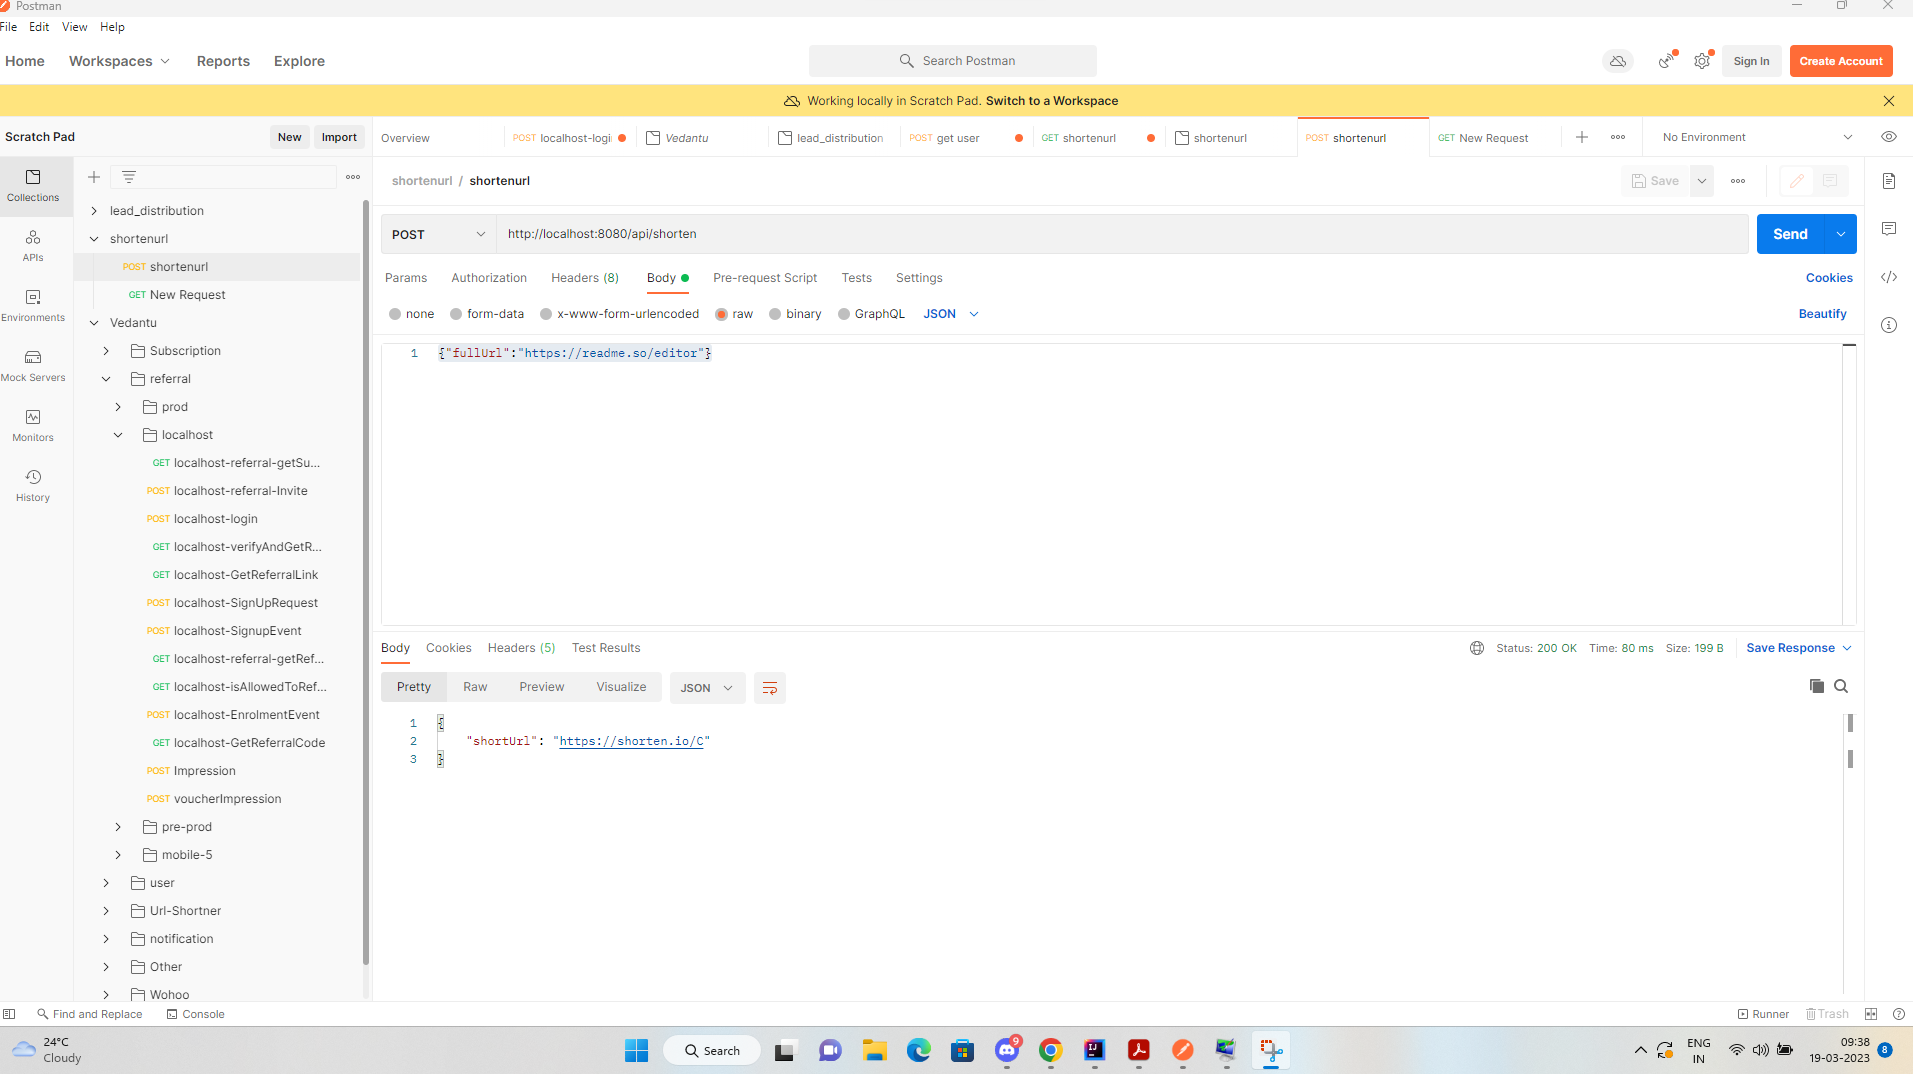 Postman
File Edit View Help
Home Workspaces Reports Explore Search Postman Sign In Create Account
Working locally in Scratch Pad. Switch to a Workspace
Scratch Pad New Import
Overview POST localhost-logi Vedantu lead_distribution POST get user GET shortenurl shortenurl POST shortenurl GET New Request No Environment
shortenurl / shortenurl Save
POST http://localhost:8080/api/shorten Send
Params Authorization Headers (8) Body Pre-request Script Tests Settings Cookies
none form-data x-www-form-urlencoded raw binary GraphQL JSON Beautify
1 {"fullUrl":"https://readme.so/editor"}
Collections
APIs
Environments
Mock Servers
Monitors
History
lead_distribution
shortenurl
POST shortenurl
GET New Request
Vedantu
Subscription
referral
prod
localhost
GET localhost-referral-getSu...
POST localhost-referral-Invite
POST localhost-login
GET localhost-verifyAndGetR...
GET localhost-GetReferralLink
POST localhost-SignUpRequest
POST localhost-SignupEvent
GET localhost-referral-getRef...
GET localhost-isAllowedToRef...
POST localhost-EnrolmentEvent
GET localhost-GetReferralCode
POST Impression
POST voucherImpression
pre-prod
mobile-5
user
Url-Shortner
notification
Other
Wohoo
Body Cookies Headers (5) Test Results Status: 200 OK Time: 80 ms Size: 199 B Save Response
Pretty Raw Preview Visualize JSON
1 {
2 "shortUrl": "https://shorten.io/C"
3 }
Find and Replace Console Runner Trash
24°C
Cloudy
Search
9
ENG
IN
09:38
19-03-2023
8